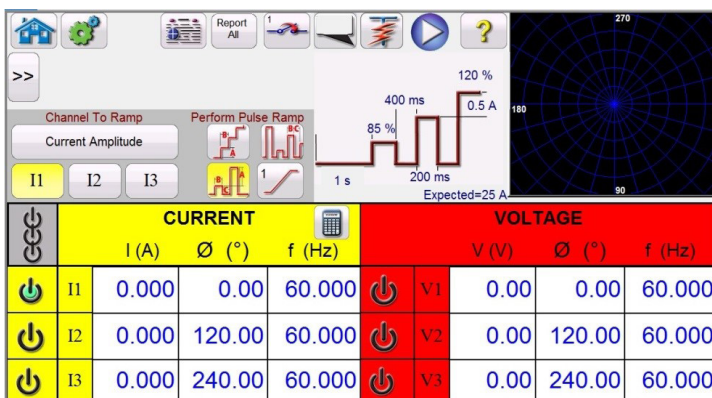 Report
All
1
?
270
>>
120 %
400 ms
0.5 A
180
Channel To Ramp
Perform Pulse Ramp
85 %
Current Amplitude
B
A
B C
I1
I2
I3
B
A
C
1
1 s
200 ms
90
Expected=25 A
CURRENT
VOLTAGE
I (A)
Ø (°)
f (Hz)
V (V)
Ø (°)
f (Hz)
I1
0.000
0.00
60.000
V1
0.00
0.00
60.000
I2
0.000
120.00
60.000
V2
0.00
120.00
60.000
I3
0.000
240.00
60.000
V3
0.00
240.00
60.000